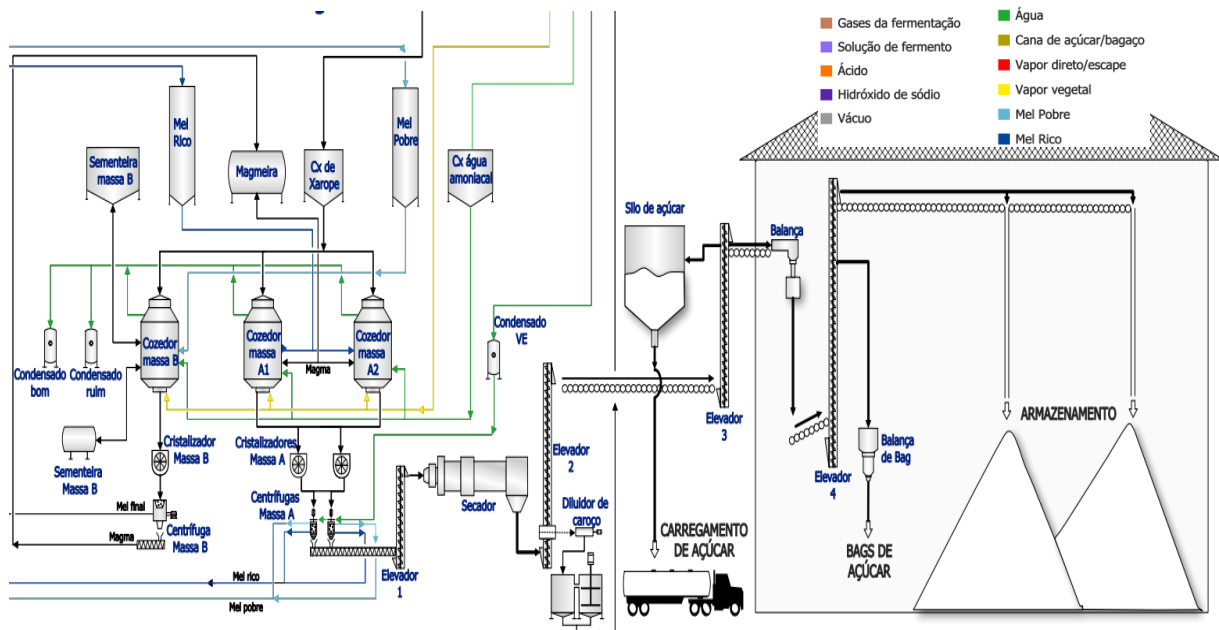 Gases da fermentação
Solução de fermento
Ácido
Hidróxido de sódio
Vácuo
Água
Cana de açúcar/bagaço
Vapor direto/escape
Vapor vegetal
Mel Pobre
Mel Rico
Mel
Rico
Mel
Pobre
Sementeira
massa B
Magmeira
Cx de
Xarope
Cx água
amoniacal
Silo de açúcar
Balança
Cozedor
massa B
Cozedor
massa
A1
Cozedor
massa
A2
Magma
Condensado
VE
Condensado
bom
Condensado
ruim
Elevador
3
ARMAZENAMENTO
Sementeira
Massa B
Cristalizador
Massa B
Cristalizadores
Massa A
Elevador
2
Balança
de Bag
Elevador
4
Secador
Mel final
Centrífugas
Massa A
Diluidor de
caroço
Centrífuga
Massa B
Magma
CARREGAMENTO
DE AÇÚCAR
BAGS DE
AÇÚCAR
Elevador
1
Mel rico
Mel pobre